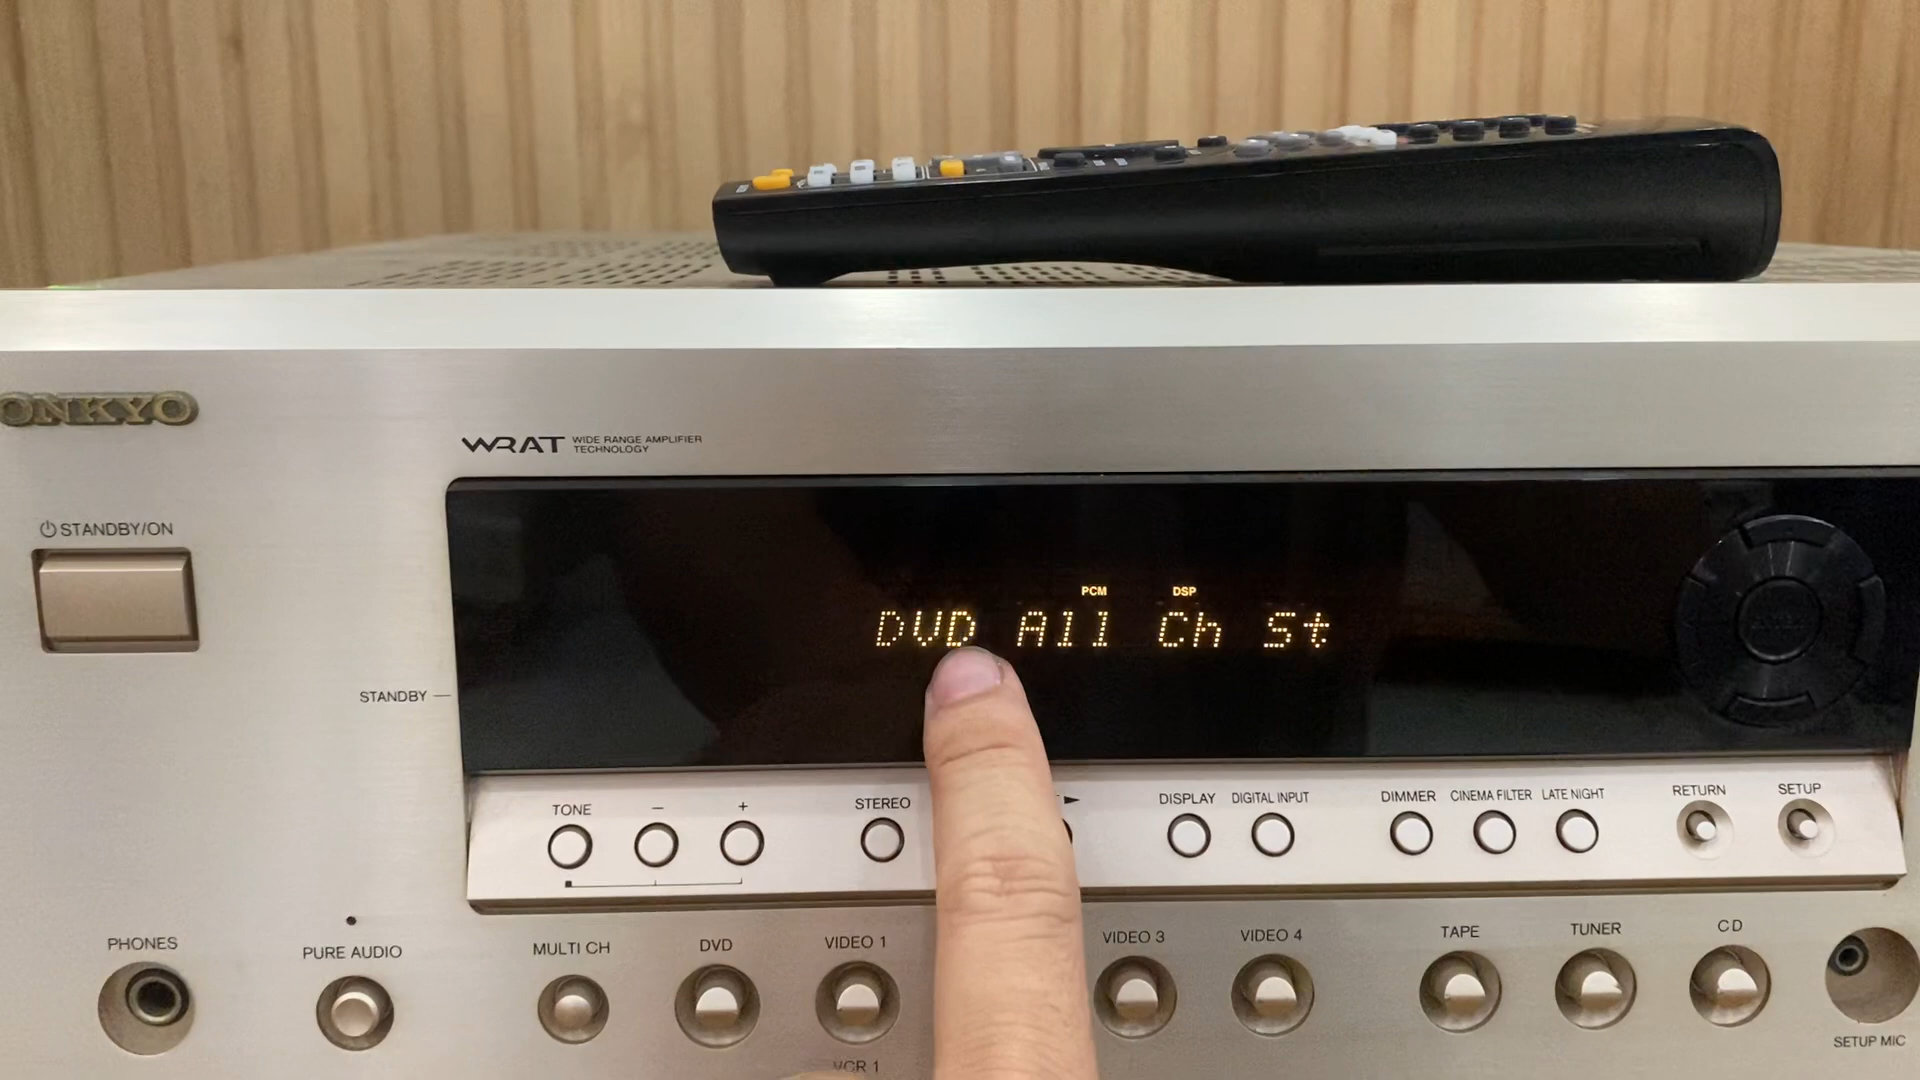 ONKYO
WRAT WIDE RANGE AMPLIFIER
TECHNOLOGY
STANDBY/ON
PCM DSP
DVD All Ch St
STANDBY
TONE - + STEREO DISPLAY DIGITAL INPUT DIMMER CINEMA FILTER LATE NIGHT RETURN SETUP
PHONES PURE AUDIO MULTI CH DVD VIDEO 1 VIDEO 3 VIDEO 4 TAPE TUNER CD
VCR 1
SETUP MIC